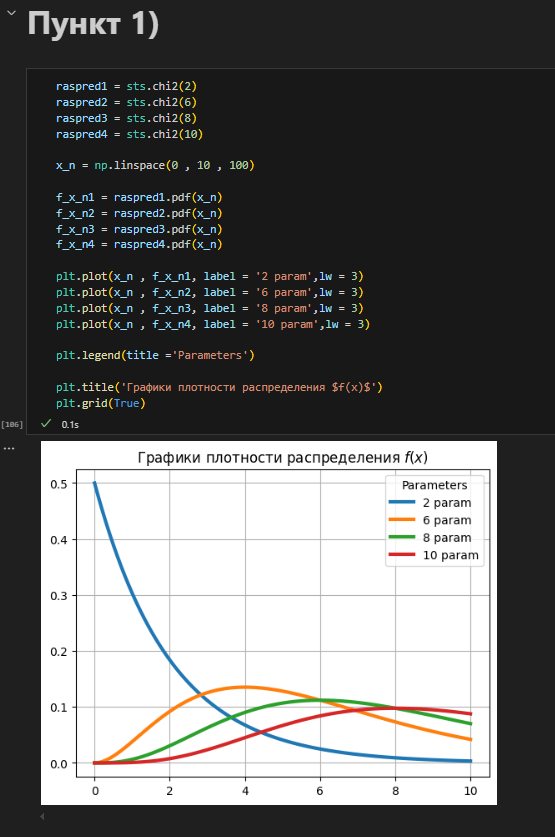 Пункт 1)
raspred1 = sts.chi2(2)
raspred2 = sts.chi2(6)
raspred3 = sts.chi2(8)
raspred4 = sts.chi2(10)
x_n = np.linspace(0 , 10 , 100)
f_x_n1 = raspred1.pdf(x_n)
f_x_n2 = raspred2.pdf(x_n)
f_x_n3 = raspred3.pdf(x_n)
f_x_n4 = raspred4.pdf(x_n)
plt.plot(x_n , f_x_n1, label = '2 param',lw = 3)
plt.plot(x_n , f_x_n2, label = '6 param',lw = 3)
plt.plot(x_n , f_x_n3, label = '8 param',lw = 3)
plt.plot(x_n , f_x_n4, label = '10 param',lw = 3)
plt.legend(title ='Parameters')
plt.title('Графики плотности распределения $f(x)$')
plt.grid(True)
[106] ✓ 0.1s
...
Графики плотности распределения f(x)
Parameters
2 param
6 param
8 param
10 param
0.5
0.4
0.3
0.2
0.1
0.0
0 2 4 6 8 10